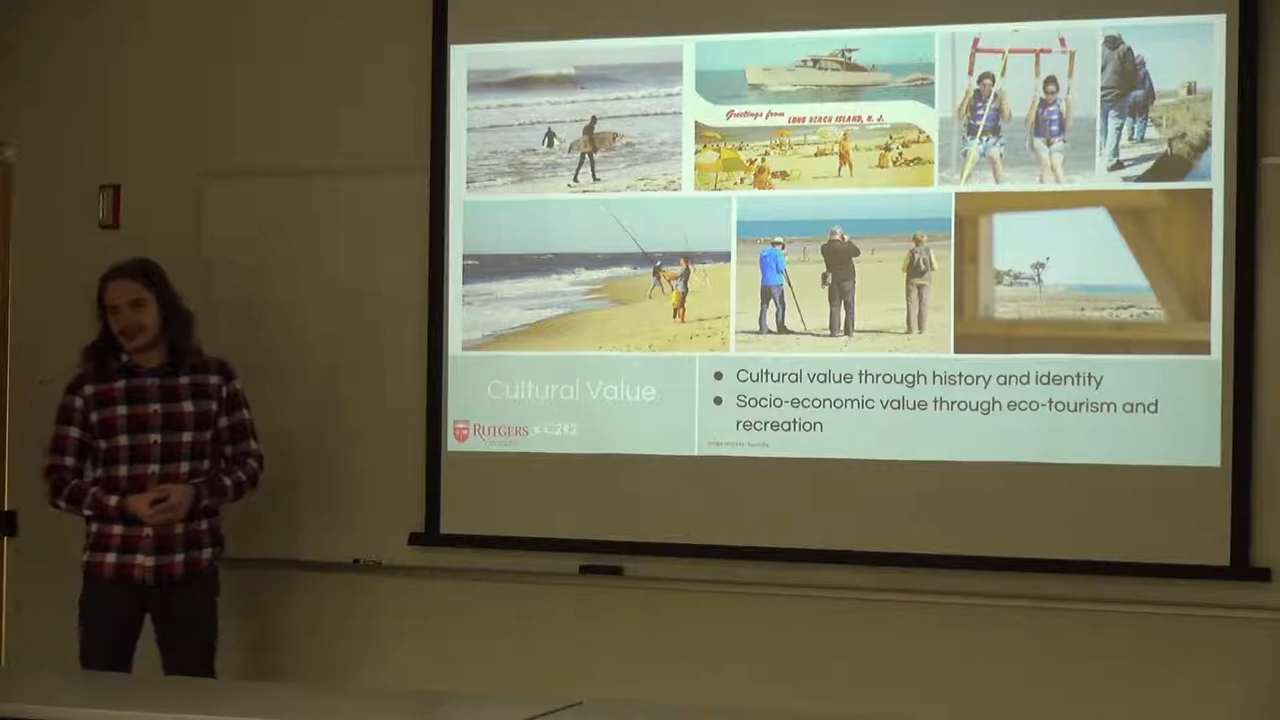 Greetings from LONG BEACH ISLAND, N. J.
Cultural Value
● Cultural value through history and identity
● Socio-economic value through eco-tourism and
recreation
RUTGERS x C2R2